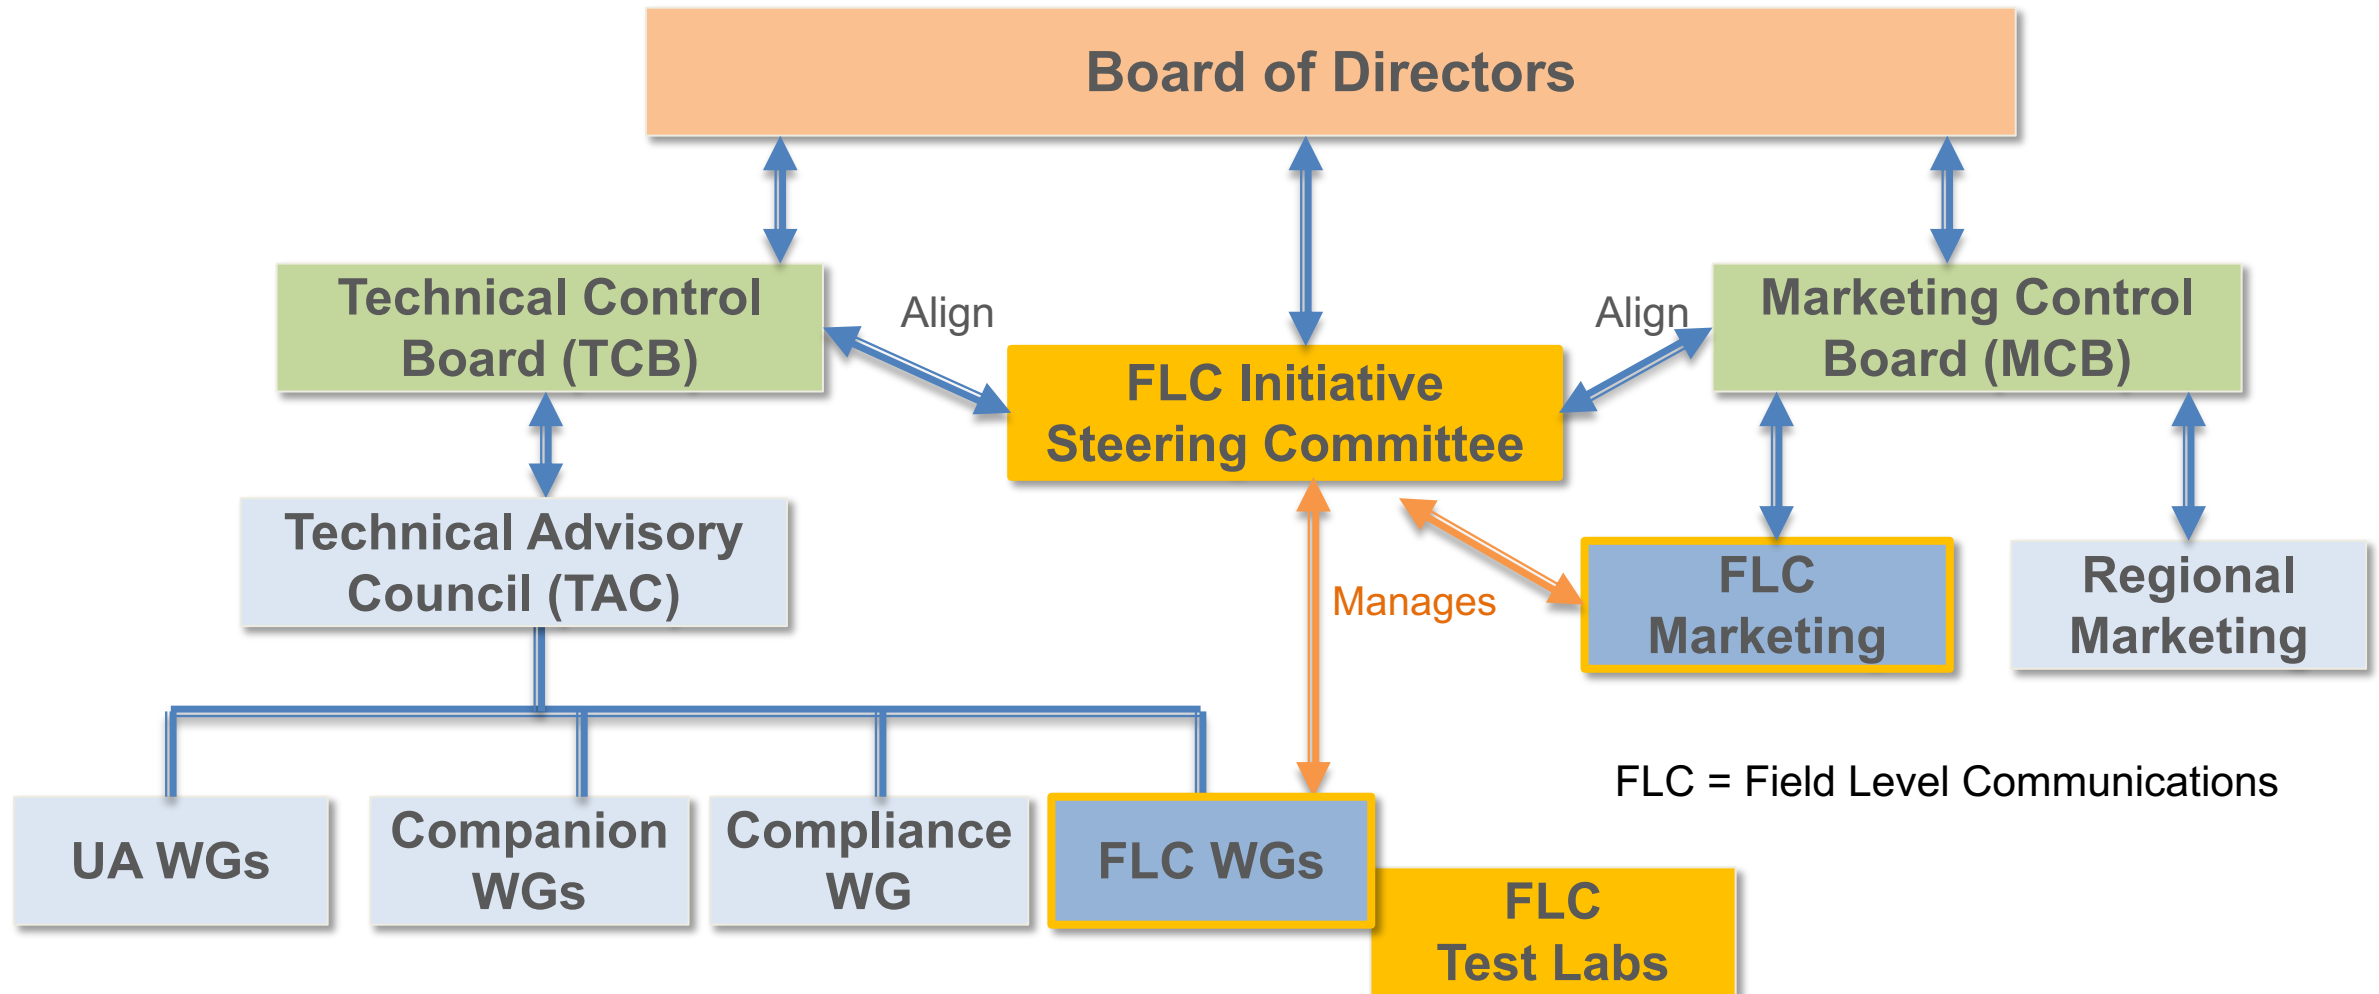 Board of Directors
Technical Control
Board (TCB)
Align
FLC Initiative
Steering Committee
Align
Marketing Control
Board (MCB)
Technical Advisory
Council (TAC)
Manages
FLC
Marketing
Regional
Marketing
FLC = Field Level Communications
UA WGs
Companion
WGs
Compliance
WG
FLC WGs
FLC
Test Labs